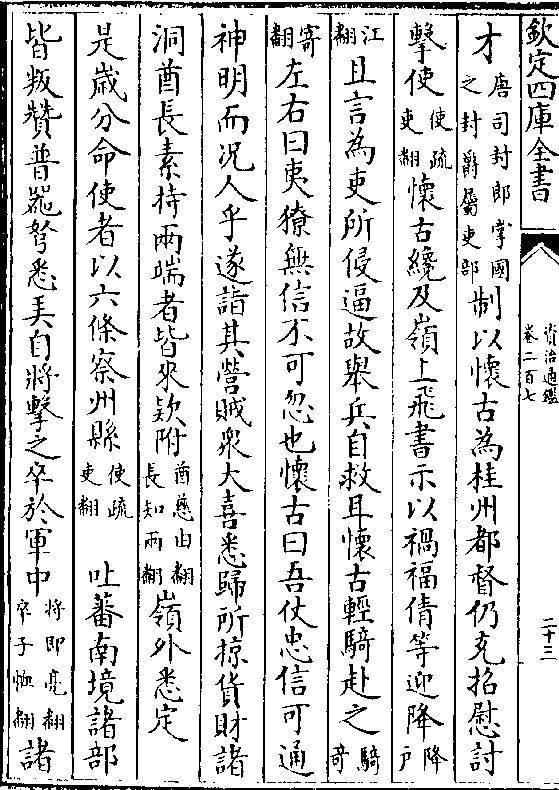 欽定四庫全書
資治通鑑
卷二百七
二十三
才唐司封郎掌國之封爵屬吏部制以懷古為桂州都督仍充招慰討
擊使使疏吏翻懷古纔及嶺上飛書示以禍福倩等迎降降戶
江翻且言為吏所侵逼故舉兵自救耳懷古輕騎赴之騎奇
寄翻左右曰夷獠無信不可忽也懷古曰吾仗忠信可通
神明而況人乎遂詣其營賊衆大喜悉歸所掠貨財諸
洞酋長素持兩端者皆來欵附酋慈由翻長知兩翻嶺外悉定
是歲分命使者以六條察州縣使疏吏翻 吐蕃南境諸部
皆叛贊普器弩悉弄自將擊之卒於軍中將即亮翻卒子恤翻諸